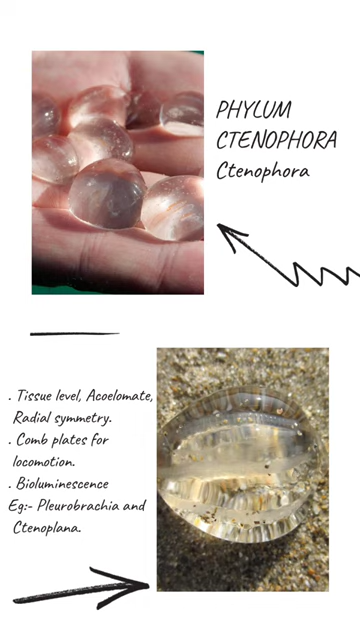 PHYLUM
CTENOPHORA
Ctenophora
. Tissue level, Acoelomate,
Radial symmetry.
. Comb plates for
locomotion.
. Bioluminescence
Eg:- Pleurobrachia and
Ctenoplana.